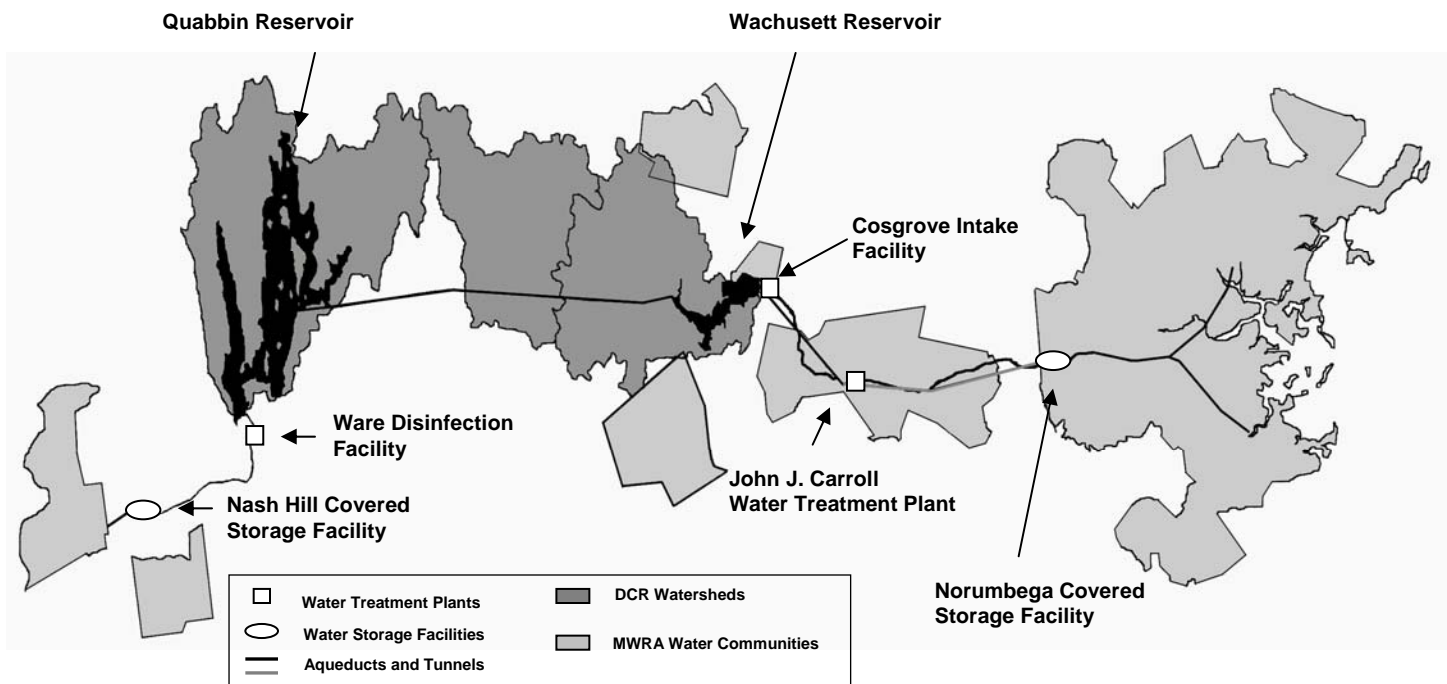 Quabbin Reservoir
Wachusett Reservoir
Cosgrove Intake
Facility
Ware Disinfection
Facility
John J. Carroll
Water Treatment Plant
Nash Hill Covered
Storage Facility
Norumbega Covered
Storage Facility
Water Treatment Plants
DCR Watersheds
Water Storage Facilities
MWRA Water Communities
Aqueducts and Tunnels